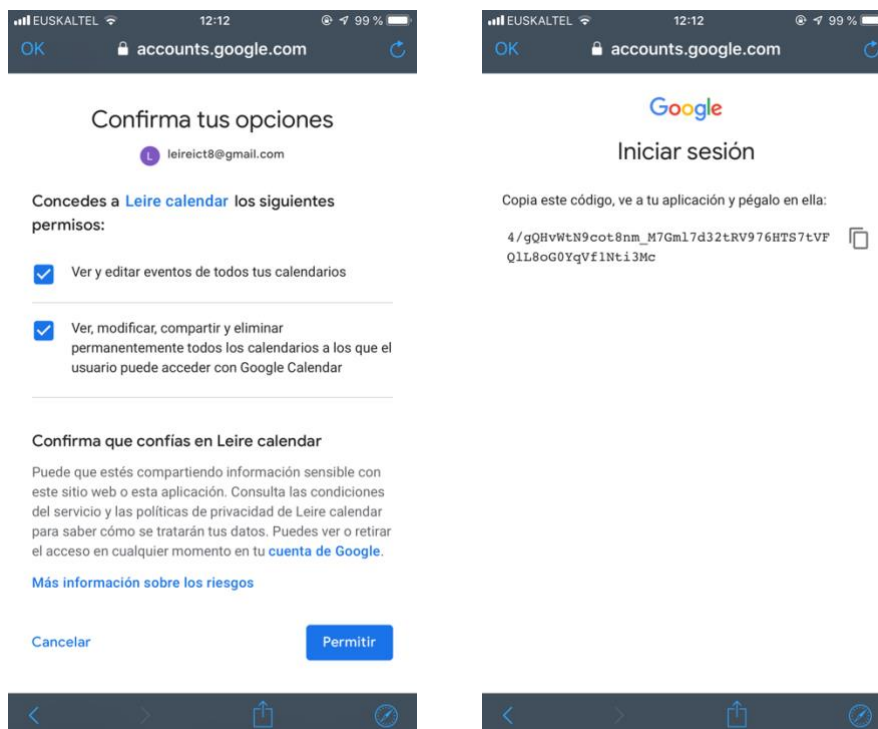 EUSKALTEL 12:12 99 %
OK accounts.google.com
Confirma tus opciones
L leireict8@gmail.com
Concedes a Leire calendar los siguientes
permisos:
Ver y editar eventos de todos tus calendarios
Ver, modificar, compartir y eliminar
permanentemente todos los calendarios a los que el
usuario puede acceder con Google Calendar
Confirma que confías en Leire calendar
Puede que estés compartiendo información sensible con
este sitio web o esta aplicación. Consulta las condiciones
del servicio y las políticas de privacidad de Leire calendar
para saber cómo se tratarán tus datos. Puedes ver o retirar
el acceso en cualquier momento en tu cuenta de Google.
Más información sobre los riesgos
Cancelar Permitir
EUSKALTEL 12:12 99 %
OK accounts.google.com
Google
Iniciar sesión
Copia este código, ve a tu aplicación y pégalo en ella:
4/gQHvWtN9cot8nm_M7Gml7d32tRV976HTS7tVF
QlL8oG0YqVflNti3Mc